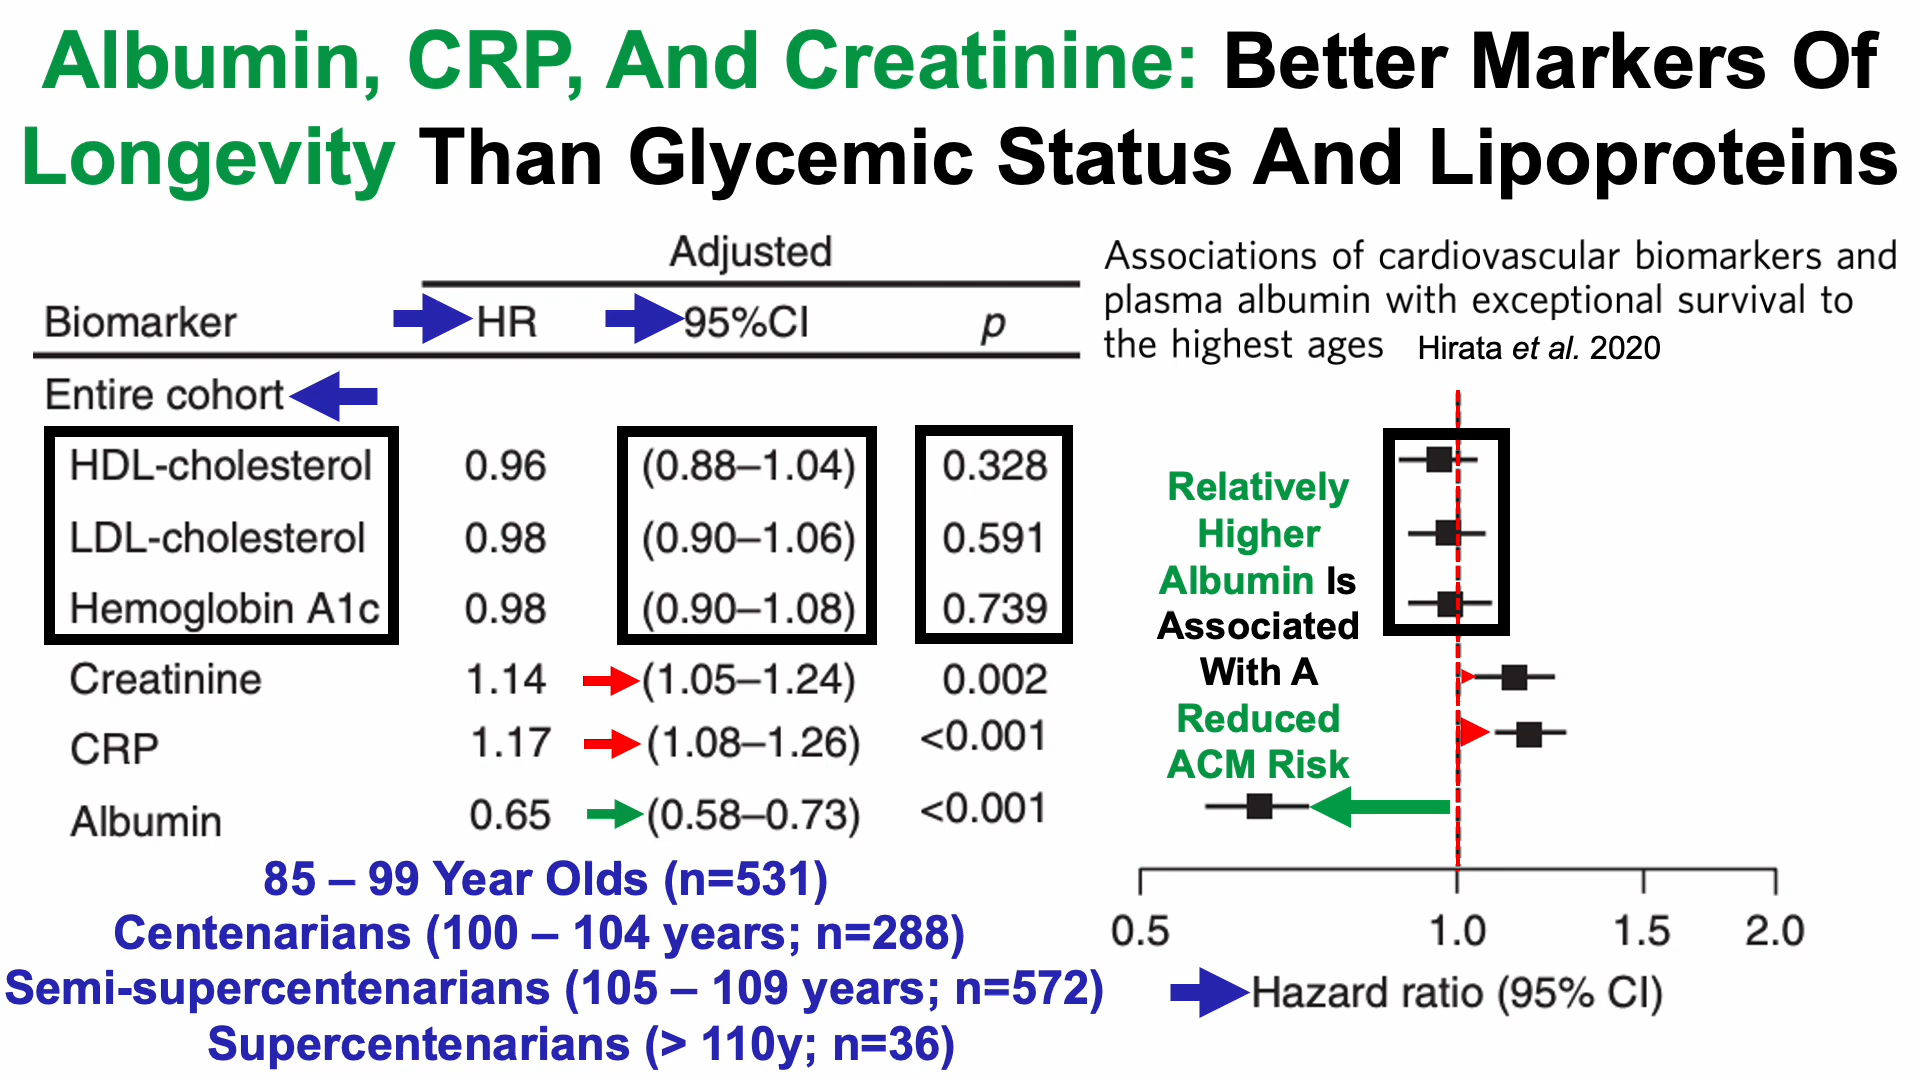 Albumin, CRP, And Creatinine: Better Markers Of
Longevity Than Glycemic Status And Lipoproteins
Adjusted
Biomarker HR 95%CI p
Entire cohort
HDL-cholesterol 0.96 (0.88–1.04) 0.328
LDL-cholesterol 0.98 (0.90–1.06) 0.591
Hemoglobin A1c 0.98 (0.90–1.08) 0.739
Creatinine 1.14 (1.05–1.24) 0.002
CRP 1.17 (1.08–1.26) <0.001
Albumin 0.65 (0.58–0.73) <0.001
85 – 99 Year Olds (n=531)
Centenarians (100 – 104 years; n=288)
Semi-supercentenarians (105 – 109 years; n=572)
Supercentenarians (> 110y; n=36)
Associations of cardiovascular biomarkers and
plasma albumin with exceptional survival to
the highest ages Hirata et al. 2020
Relatively
Higher
Albumin Is
Associated
With A
Reduced
ACM Risk
0.5 1.0 1.5 2.0
Hazard ratio (95% CI)